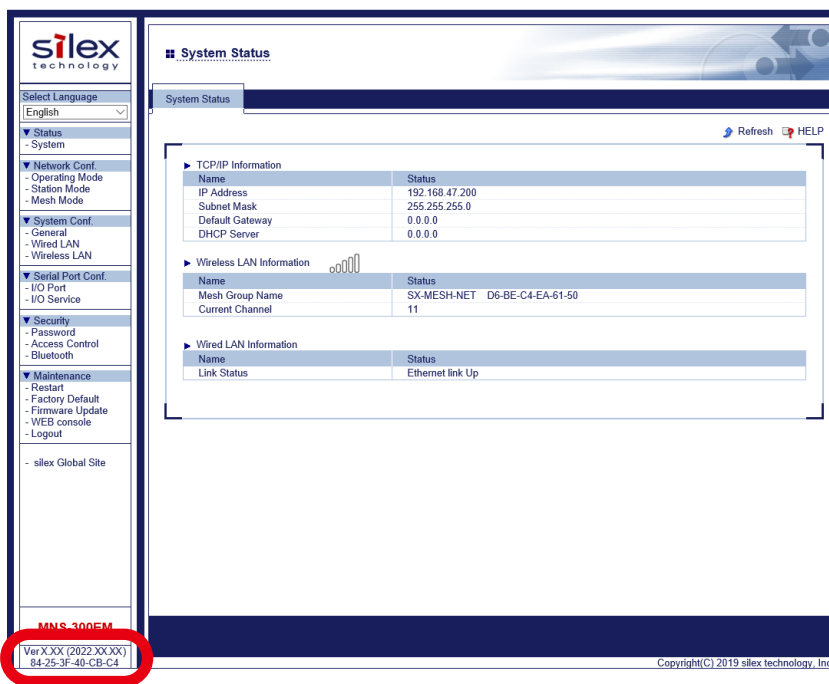 silex
technology
Select Language
English
▼ Status
- System
▼ Network Conf.
- Operating Mode
- Station Mode
- Mesh Mode
▼ System Conf.
- General
- Wired LAN
- Wireless LAN
▼ Serial Port Conf.
- I/O Port
- I/O Service
▼ Security
- Password
- Access Control
- Bluetooth
▼ Maintenance
- Restart
- Factory Default
- Firmware Update
- WEB console
- Logout
- silex Global Site
MNS-300EM
Ver X.XX (2022.XX.XX)
84-25-3F-40-CB-C4
System Status
System Status
Refresh HELP
► TCP/IP Information
Name Status
IP Address 192.168.47.200
Subnet Mask 255.255.255.0
Default Gateway 0.0.0.0
DHCP Server 0.0.0.0
► Wireless LAN Information
Name Status
Mesh Group Name SX-MESH-NET D6-BE-C4-EA-61-50
Current Channel 11
► Wired LAN Information
Name Status
Link Status Ethernet link Up
Copyright(C) 2019 silex technology, Inc